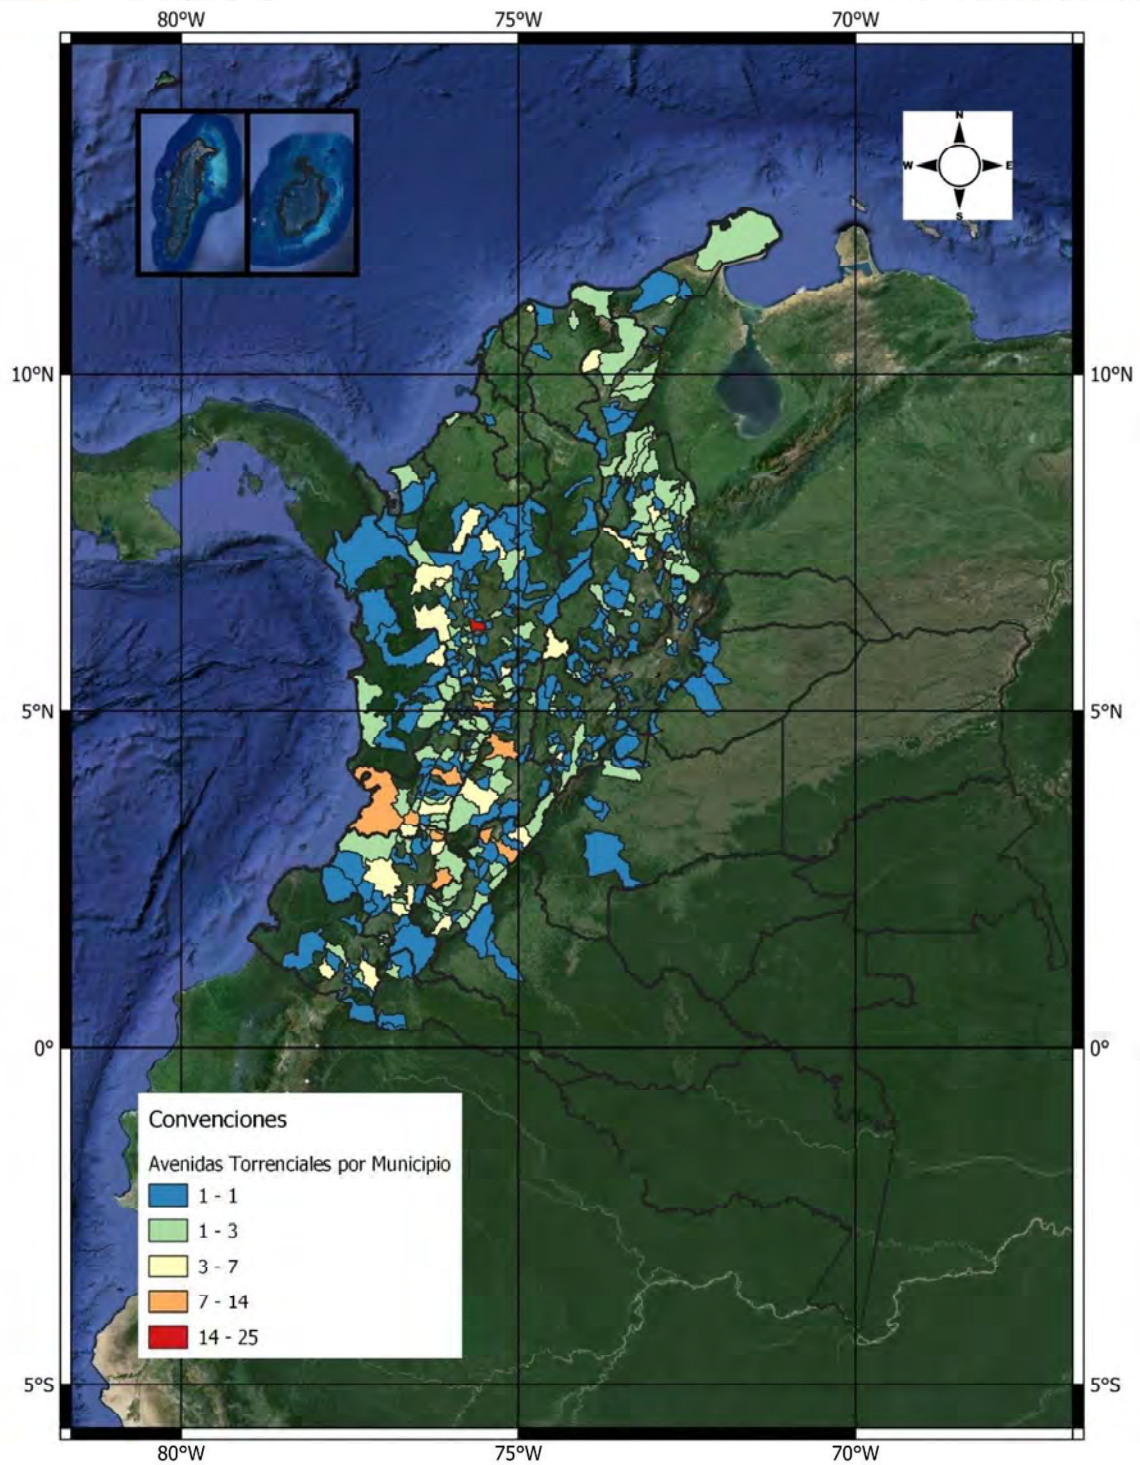 80°W 75°W 70°W
N
W E
S
10°N 10°N
5°N 5°N
0° 0°
Convenciones
Avenidas Torrenciales por Municipio
1 - 1
1 - 3
3 - 7
7 - 14
14 - 25
5°S 5°S
80°W 75°W 70°W